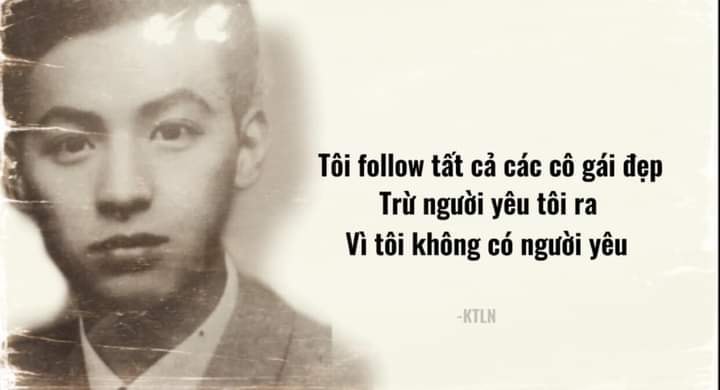 Tôi follow tất cả các cô gái đẹp
Trừ người yêu tôi ra
Vì tôi không có người yêu
-KTLN